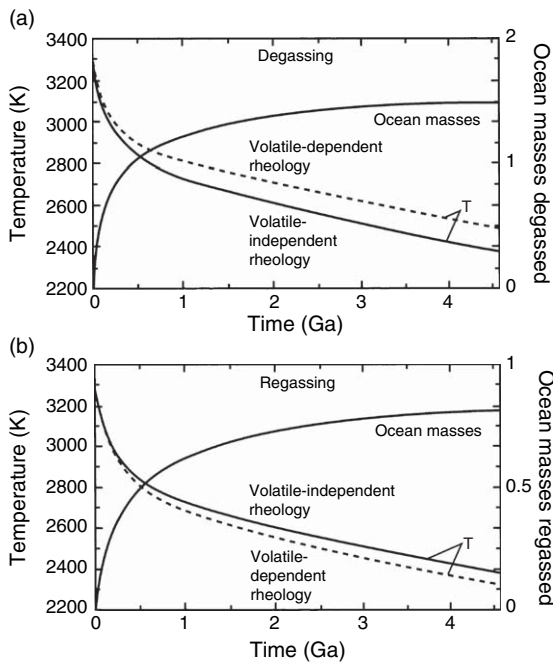 (a)
3400
3200
3000
2800
2600
2400
2200
Temperature (K)
Degassing
Ocean masses
Volatile-dependent
rheology
T
Volatile-
independent
rheology
2
1
0
Ocean masses degassed
0
1
2
3
4
Time (Ga)
(b)
3400
3200
3000
2800
2600
2400
2200
Temperature (K)
Regassing
Ocean masses
Volatile-independent
rheology
T
Volatile-
dependent
rheology
1
0.5
0
Ocean masses regassed
0
1
2
3
4
Time (Ga)